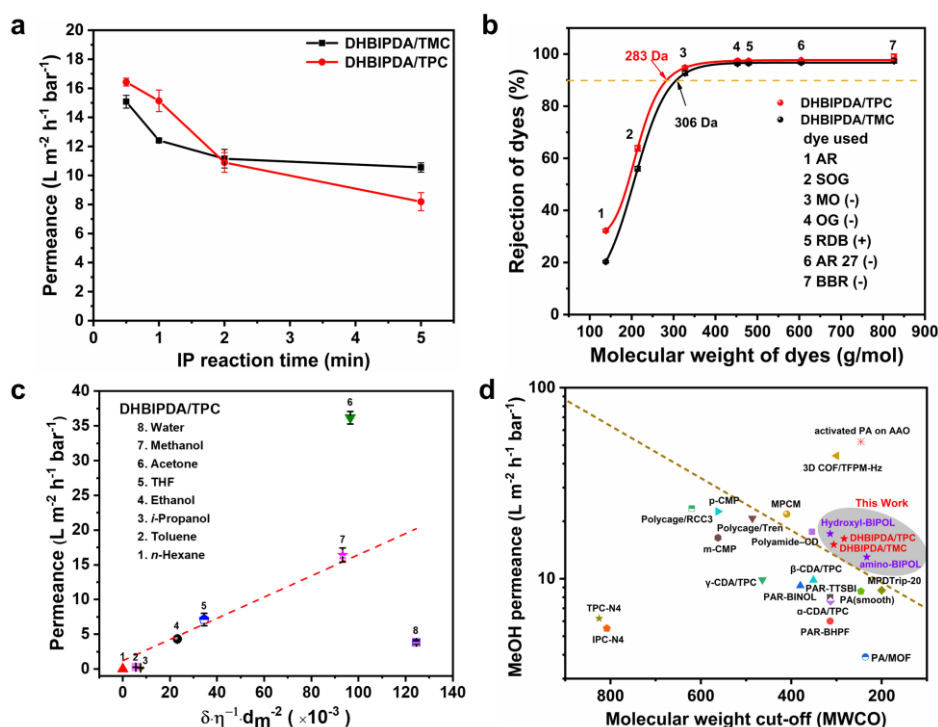 a
Permeance (L m⁻² h⁻¹ bar⁻¹)
20
18
16
14
12
10
8
6
4
2
0
DHBIPDA/TMC
DHBIPDA/TPC
0
1
2
3
4
5
IP reaction time (min)
b
Rejection of dyes (%)
100
80
60
40
20
0
283 Da
306 Da
1
2
3
4
5
6
7
DHBIPDA/TPC
DHBIPDA/TMC
dye used
1 AR
2 SOG
3 MO (-)
4 OG (-)
5 RDB (+)
6 AR 27 (-)
7 BBR (-)
100 200 300 400 500 600 700 800 900
Molecular weight of dyes (g/mol)
c
Permeance (L m⁻² h⁻¹ bar⁻¹)
40
35
30
25
20
15
10
5
0
DHBIPDA/TPC
8. Water
7. Methanol
6. Acetone
5. THF
4. Ethanol
3. i-Propanol
2. Toluene
1. n-Hexane
1
2
3
4
5
6
7
8
0 20 40 60 80 100 120 140
δ·η⁻¹·dₘ⁻² (×10⁻³)
d
MeOH permeance (L m⁻² h⁻¹ bar⁻¹)
100
10
activated PA on AAO
3D COF/TFPM-Hz
This Work
p-CMP
MPCM
Polycage/RCC3
Polycage/Tren
Hydroxyl-BIPOL
m-CMP
Polyamide–CD
DHBIPDA/TPC
DHBIPDA/TMC
amino-BIPOL
β-CDA/TPC
γ-CDA/TPC
MPDTrip-20
PAR-TTSBI
PAR-BINOL
PA(smooth)
α-CDA/TPC
TPC-N4
PAR-BHPF
IPC-N4
PA/MOF
800 600 400 200
Molecular weight cut-off (MWCO)